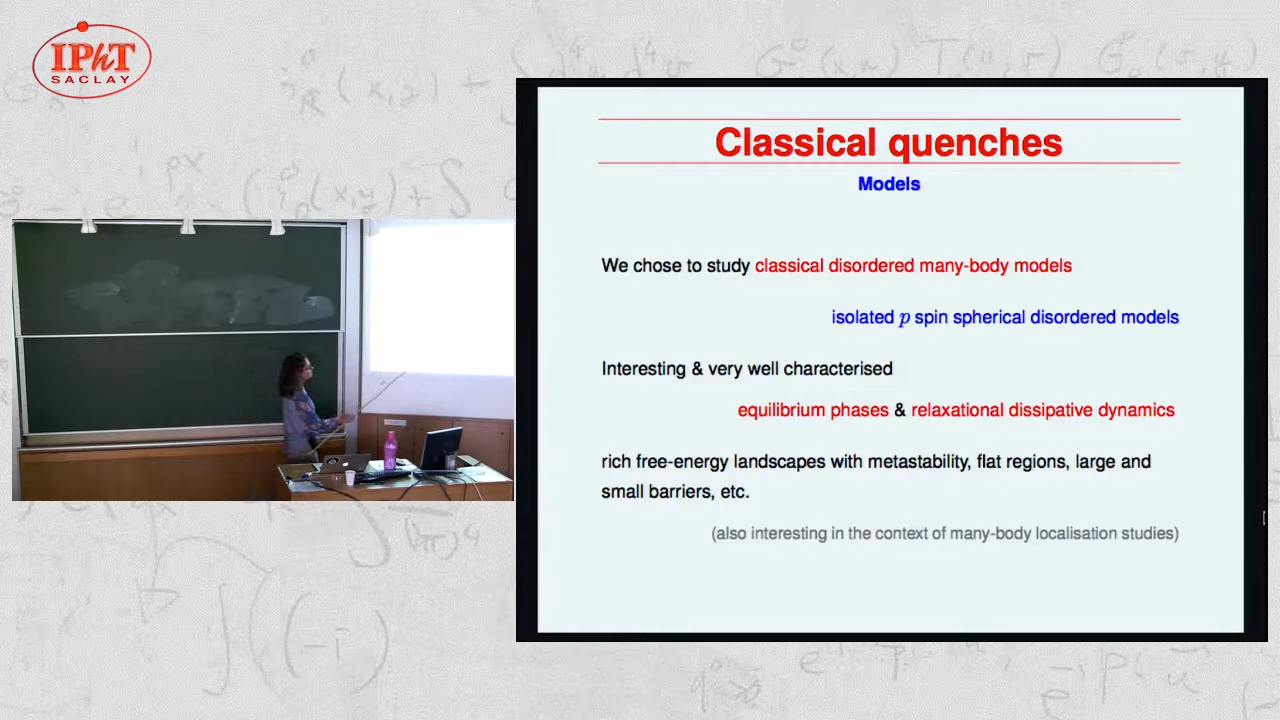 IPhT
SACLAY
Classical quenches
Models
We chose to study classical disordered many-body models
isolated p spin spherical disordered models
Interesting & very well characterised
equilibrium phases & relaxational dissipative dynamics
rich free-energy landscapes with metastability, flat regions, large and
small barriers, etc.
(also interesting in the context of many-body localisation studies)